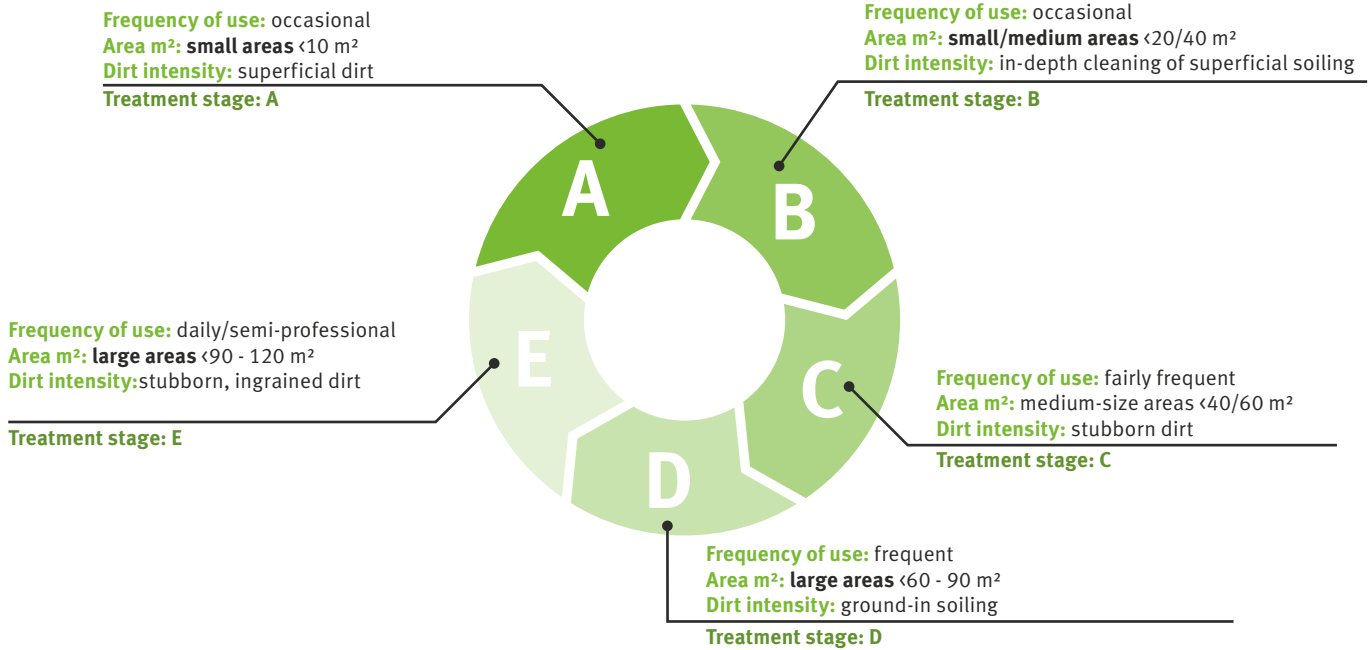 Frequency of use: occasional
Area m²: small areas <10 m²
Dirt intensity: superficial dirt
Treatment stage: A
Frequency of use: occasional
Area m²: small/medium areas <20/40 m²
Dirt intensity: in-depth cleaning of superficial soiling
Treatment stage: B
A
B
Frequency of use: daily/semi-professional
Area m²: large areas <90 - 120 m²
Dirt intensity:stubborn, ingrained dirt
Treatment stage: E
E
C
Frequency of use: fairly frequent
Area m²: medium-size areas <40/60 m²
Dirt intensity: stubborn dirt
Treatment stage: C
D
Frequency of use: frequent
Area m²: large areas <60 - 90 m²
Dirt intensity: ground-in soiling
Treatment stage: D